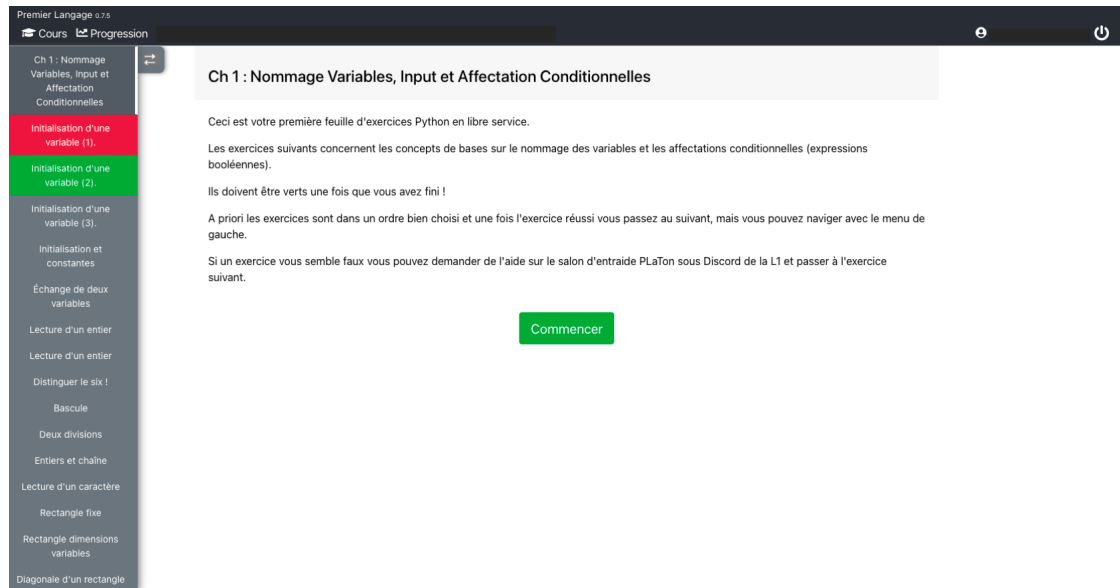 Premier Langage 0.7.5
Cours Progression
Ch 1 : Nommage
Variables, Input et
Affectation
Conditionnelles
Initialisation d'une
variable (1).
Initialisation d'une
variable (2).
Initialisation d'une
variable (3).
Initialisation et
constantes
Échange de deux
variables
Lecture d'un entier
Lecture d'un entier
Distinguer le six !
Bascule
Deux divisions
Entiers et chaîne
Lecture d'un caractère
Rectangle fixe
Rectangle dimensions
variables
Diagonale d'un rectangle
Ch 1 : Nommage Variables, Input et Affectation Conditionnelles
Ceci est votre première feuille d'exercices Python en libre service.
Les exercices suivants concernent les concepts de bases sur le nommage des variables et les affectations conditionnelles (expressions
booléennes).
Ils doivent être verts une fois que vous avez fini !
A priori les exercices sont dans un ordre bien choisi et une fois l'exercice réussi vous passez au suivant, mais vous pouvez naviger avec le menu de
gauche.
Si un exercice vous semble faux vous pouvez demander de l'aide sur le salon d'entraide PLaTon sous Discord de la L1 et passer à l'exercice
suivant.
Commencer